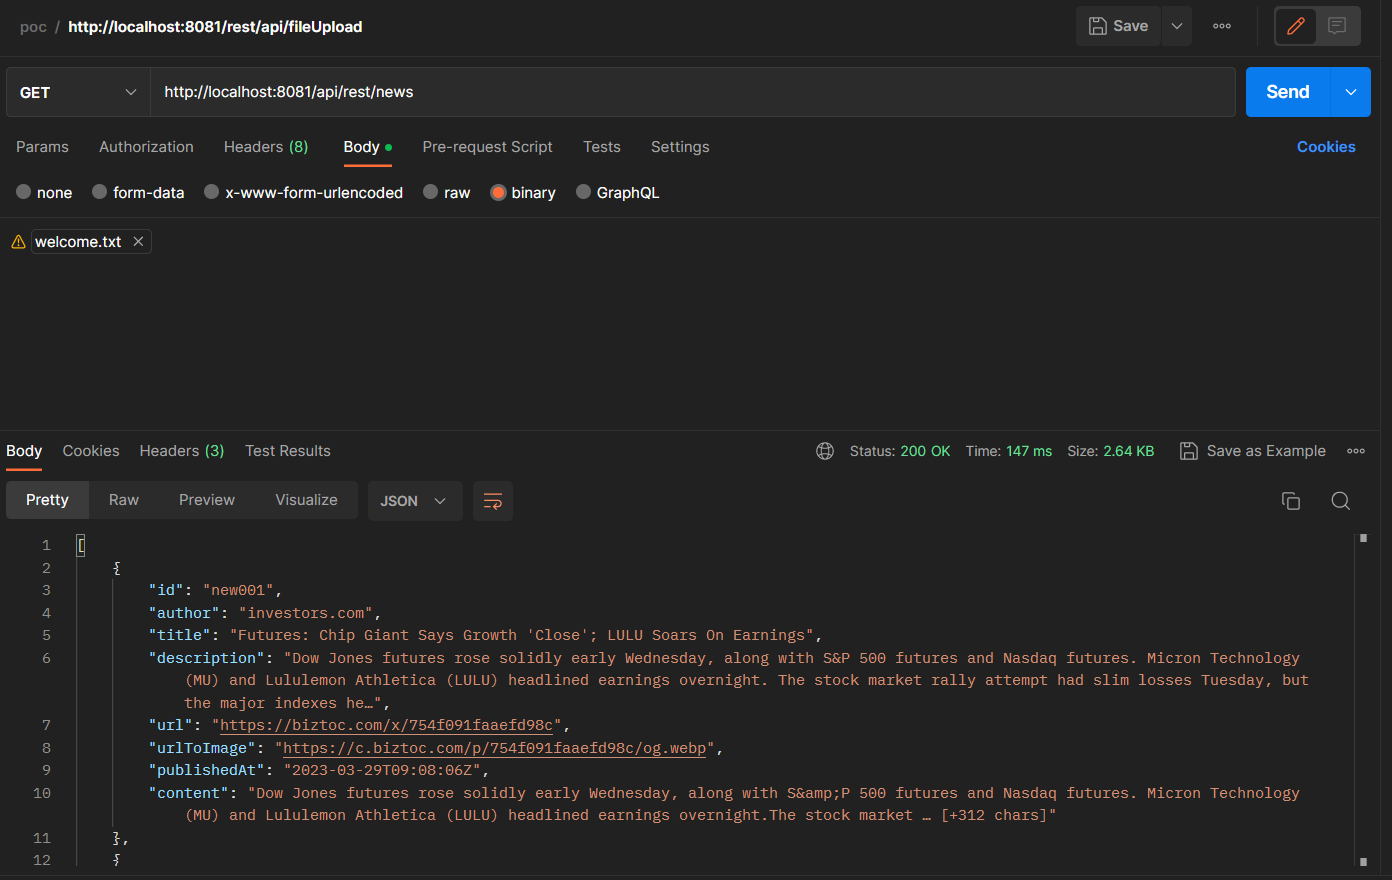 poc / http://localhost:8081/rest/api/fileUpload Save
GET http://localhost:8081/api/rest/news Send
Params Authorization Headers (8) Body Pre-request Script Tests Settings Cookies
none form-data x-www-form-urlencoded raw binary GraphQL
welcome.txt
Body Cookies Headers (3) Test Results Status: 200 OK Time: 147 ms Size: 2.64 KB Save as Example
Pretty Raw Preview Visualize JSON
1 [
2 {
3 "id": "new001",
4 "author": "investors.com",
5 "title": "Futures: Chip Giant Says Growth 'Close'; LULU Soars On Earnings",
6 "description": "Dow Jones futures rose solidly early Wednesday, along with S&P 500 futures and Nasdaq futures. Micron Technology
(MU) and Lululemon Athletica (LULU) headlined earnings overnight. The stock market rally attempt had slim losses Tuesday, but
the major indexes he…",
7 "url": "https://biztoc.com/x/754f091faaefd98c",
8 "urlToImage": "https://c.biztoc.com/p/754f091faaefd98c/og.webp",
9 "publishedAt": "2023-03-29T09:08:06Z",
10 "content": "Dow Jones futures rose solidly early Wednesday, along with S&amp;P 500 futures and Nasdaq futures. Micron Technology
(MU) and Lululemon Athletica (LULU) headlined earnings overnight.The stock market … [+312 chars]"
11 },
12 {